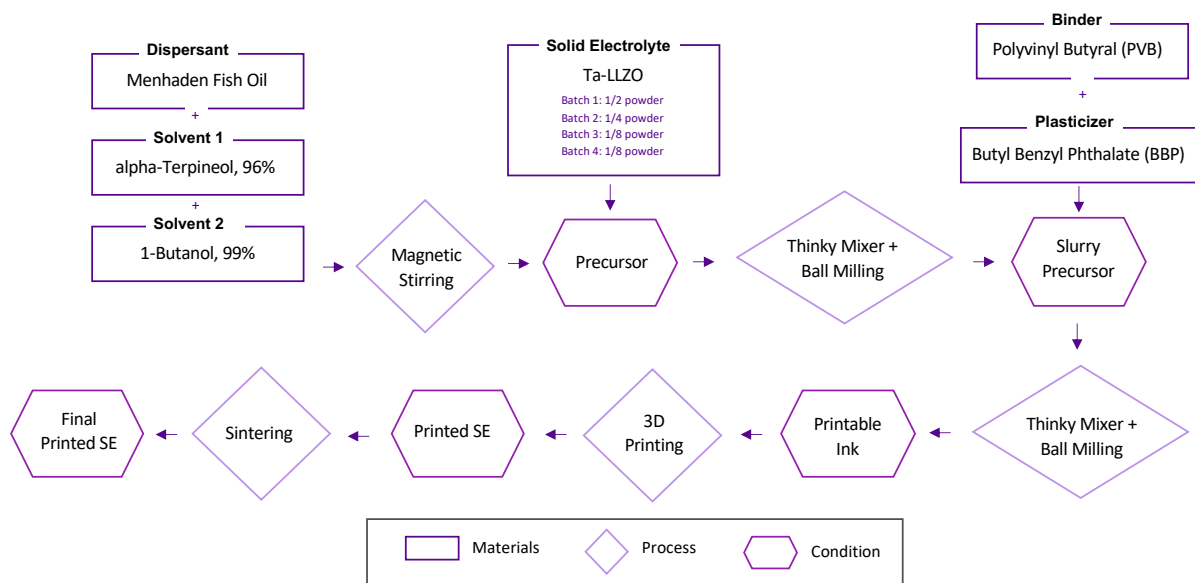 Dispersant
Menhaden Fish Oil
+
Solvent 1
alpha-Terpineol, 96%
+
Solvent 2
1-Butanol, 99%
Magnetic
Stirring
Solid Electrolyte
Ta-LLZO
Batch 1: 1/2 powder
Batch 2: 1/4 powder
Batch 3: 1/8 powder
Batch 4: 1/8 powder
Precursor
Thinky Mixer +
Ball Milling
Binder
Polyvinyl Butyral (PVB)
+
Plasticizer
Butyl Benzyl Phthalate (BBP)
Slurry
Precursor
Thinky Mixer +
Ball Milling
Printable
Ink
3D
Printing
Printed SE
Sintering
Final
Printed SE
Materials
Process
Condition